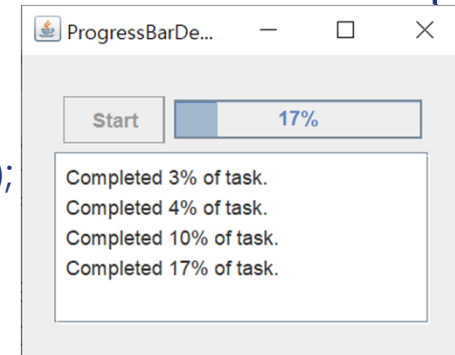 ProgressBarDe...
Start
17%
);
Completed 3% of task.
Completed 4% of task.
Completed 10% of task.
Completed 17% of task.